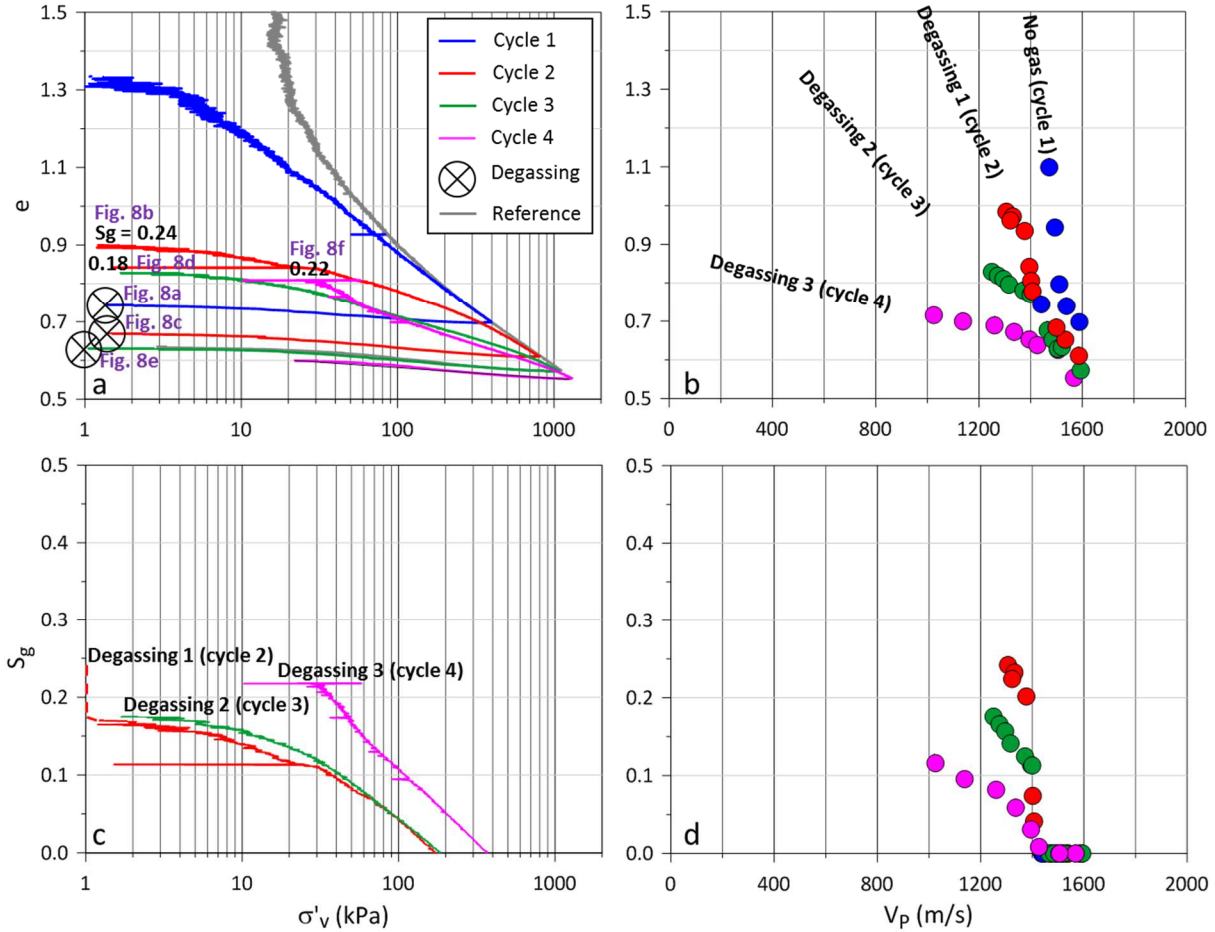 1.5
1.3
1.1
0.9
0.7
0.5
e
1
10
100
1000
Cycle 1
Cycle 2
Cycle 3
Cycle 4
Degassing
Reference
Fig. 8b
Sg = 0.24
0.18 Fig. 8d
Fig. 8f
0.22
Fig. 8a
Fig. 8c
Fig. 8e
a
1.5
1.3
1.1
0.9
0.7
0.5
No gas (cycle 1)
Degassing 1 (cycle 2)
Degassing 2 (cycle 3)
Degassing 3 (cycle 4)
b
0
400
800
1200
1600
2000
0.5
0.4
0.3
0.2
0.1
0.0
Sg
Degassing 1 (cycle 2)
Degassing 3 (cycle 4)
Degassing 2 (cycle 3)
c
1
10
100
1000
σ'v (kPa)
0.5
0.4
0.3
0.2
0.1
0.0
d
0
400
800
1200
1600
2000
VP (m/s)